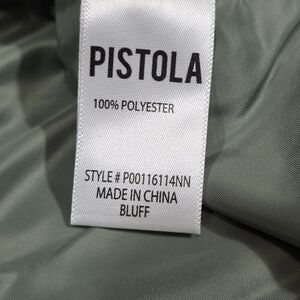 PISTOLA
100% POLYESTER
STYLE # P00116114NN
MADE IN CHINA
BLUFF